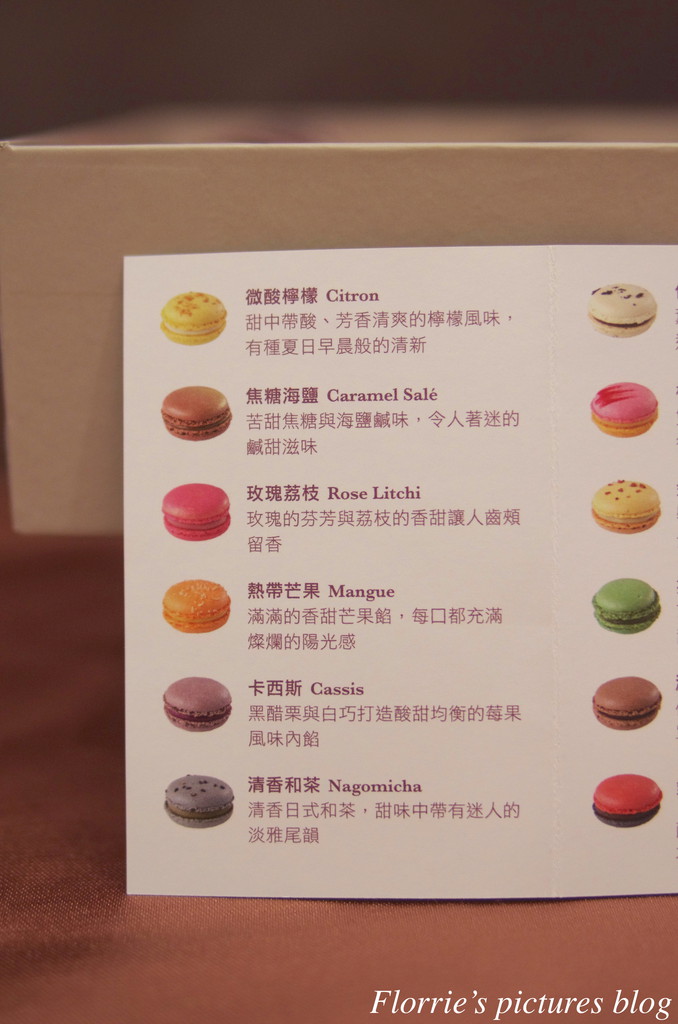 微酸檸檬 Citron
甜中帶酸、芳香清爽的檸檬風味，
有種夏日早晨般的清新
焦糖海鹽 Caramel Salé
苦甜焦糖與海鹽鹹味，令人著迷的
鹹甜滋味
玫瑰荔枝 Rose Litchi
玫瑰的芬芳與荔枝的香甜讓人齒頰
留香
熱帶芒果 Mangue
滿滿的香甜芒果餡，每口都充滿
燦爛的陽光感
卡西斯 Cassis
黑醋栗與白巧打造酸甜均衡的莓果
風味內餡
清香和茶 Nagomicha
清香日式和茶，甜味中帶有迷人的
淡雅尾韻
Florrie's pictures blog